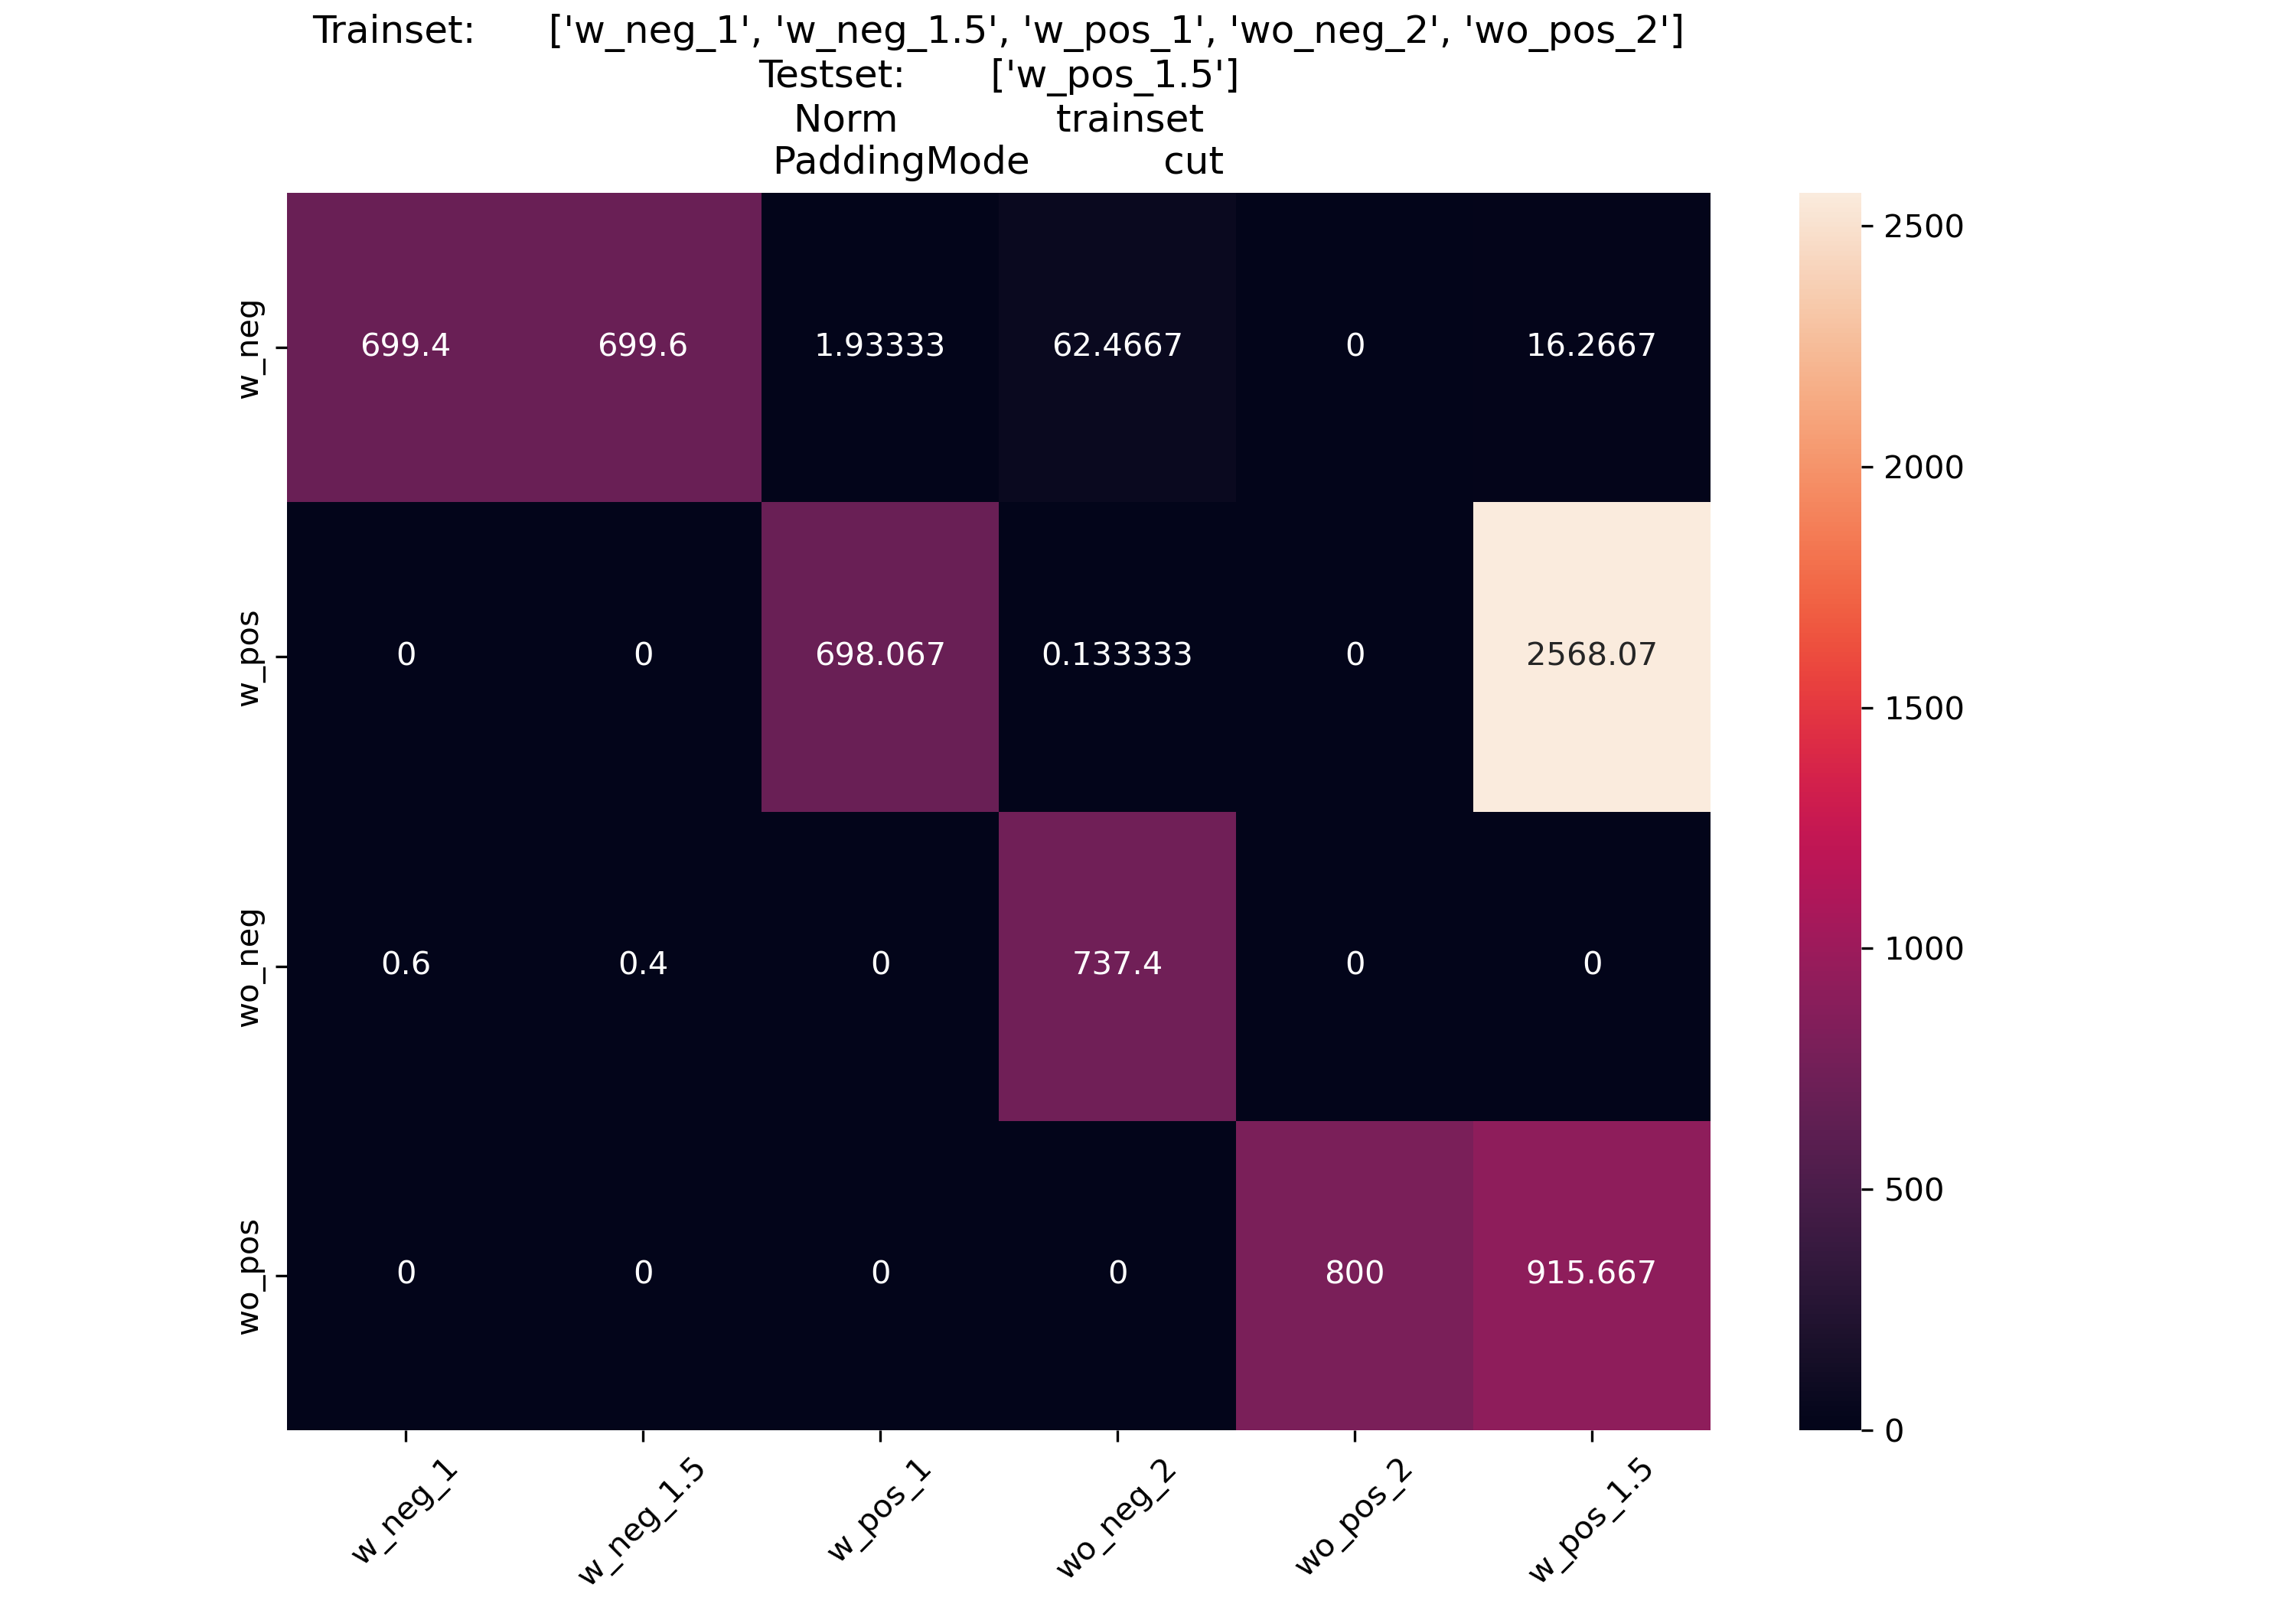 Trainset: ['w_neg_1', 'w_neg_1.5', 'w_pos_1', 'wo_neg_2', 'wo_pos_2']
Testset: ['w_pos_1.5']
Norm trainset
PaddingMode cut
w_neg
699.4 699.6 1.93333 62.4667 0 16.2667
w_pos
0 0 698.067 0.133333 0 2568.07
wo_neg
0.6 0.4 0 737.4 0 0
wo_pos
0 0 0 0 800 915.667
w_neg_1 w_neg_1.5 w_pos_1 wo_neg_2 wo_pos_2 w_pos_1.5
2500
2000
1500
1000
500
0